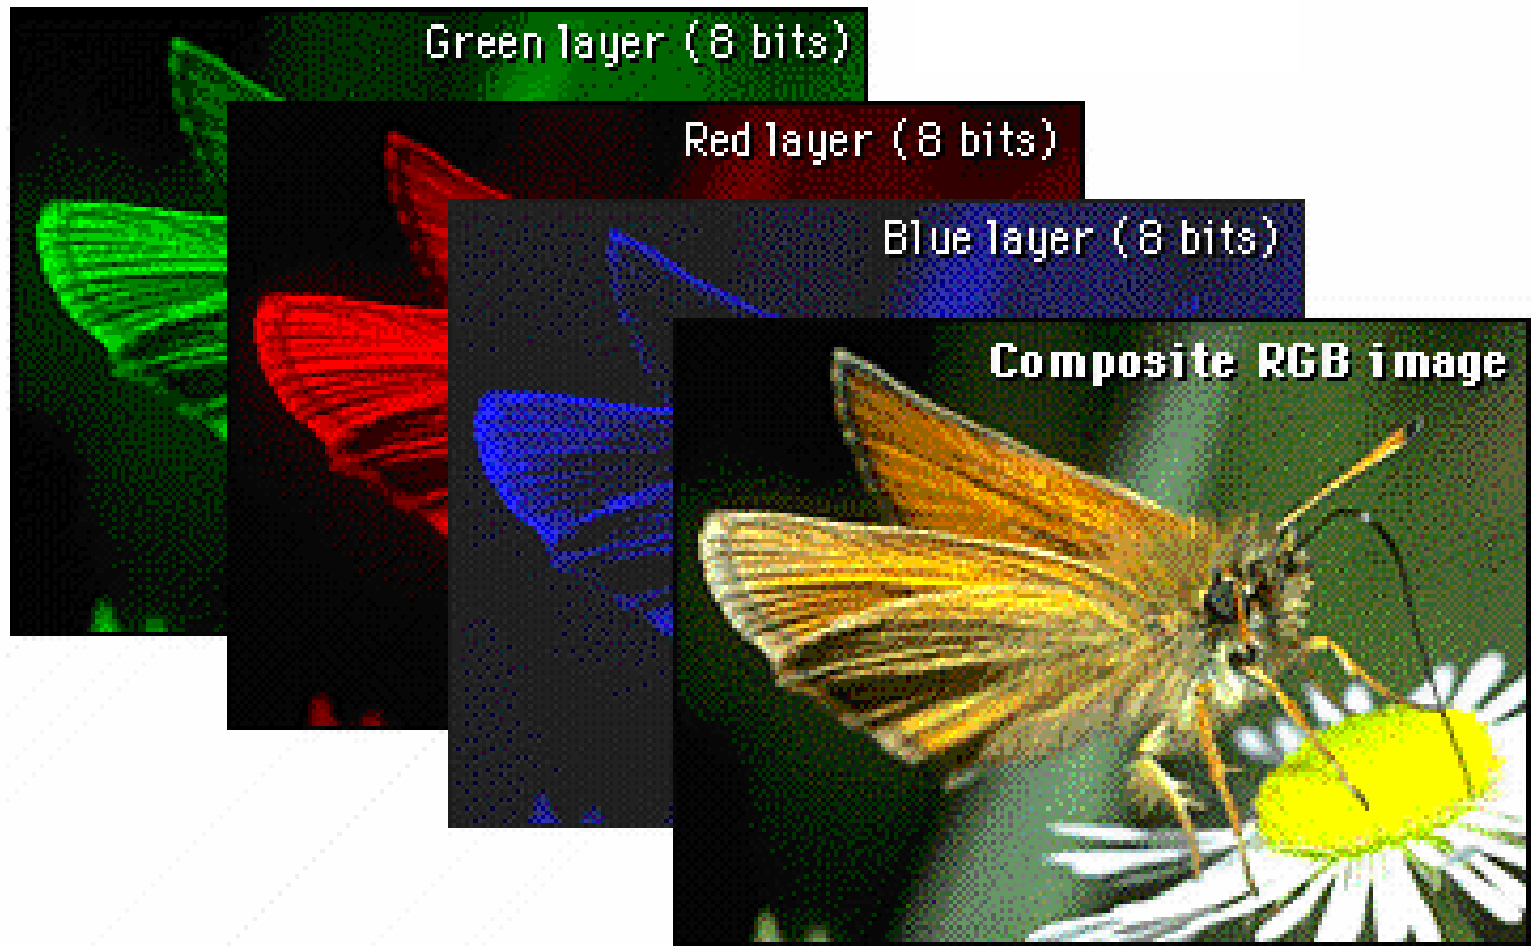 Green layer (8 bits)
Red layer (8 bits)
Blue layer (8 bits)
Composite RGB image